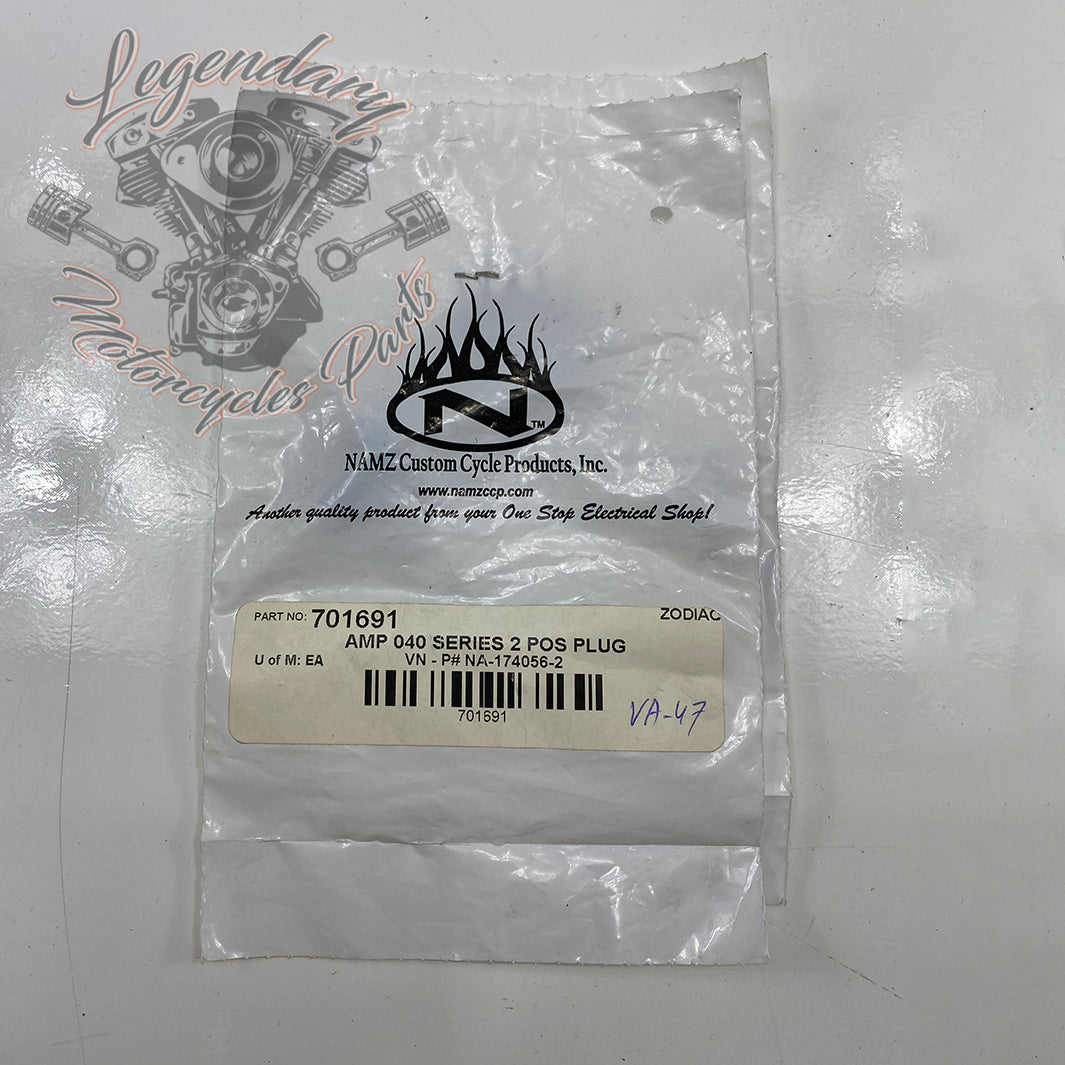 Legendary
Motorcycles Parts
N™
NAMZ Custom Cycle Products, Inc.
www.namzccp.com
Another quality product from your One Stop Electrical Shop!
PART NO: 701691 ZODIAC
AMP 040 SERIES 2 POS PLUG
U of M: EA VN - P# NA-174056-2
701691
VA-47